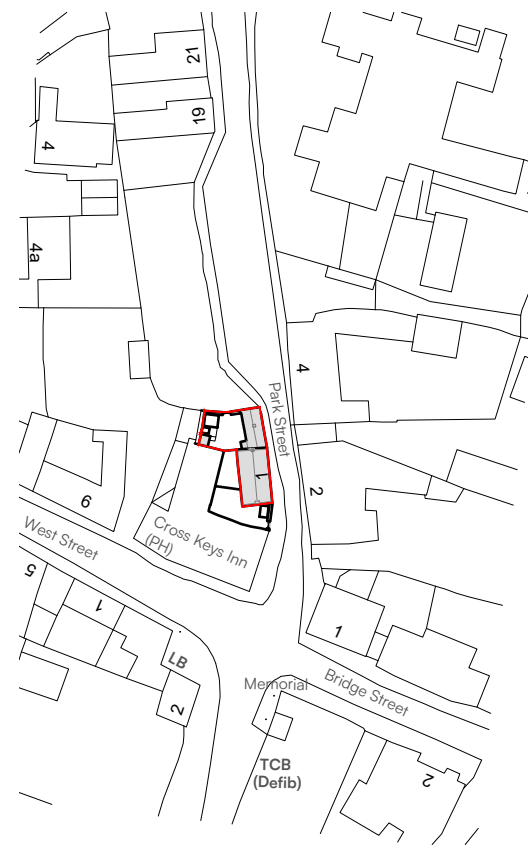 21
19
4
4a
4
Park Street
1
2
6
West Street
Cross Keys Inn
(PH)
5
1
1
LB
Memorial
Bridge Street
2
TCB
(Defib)
2